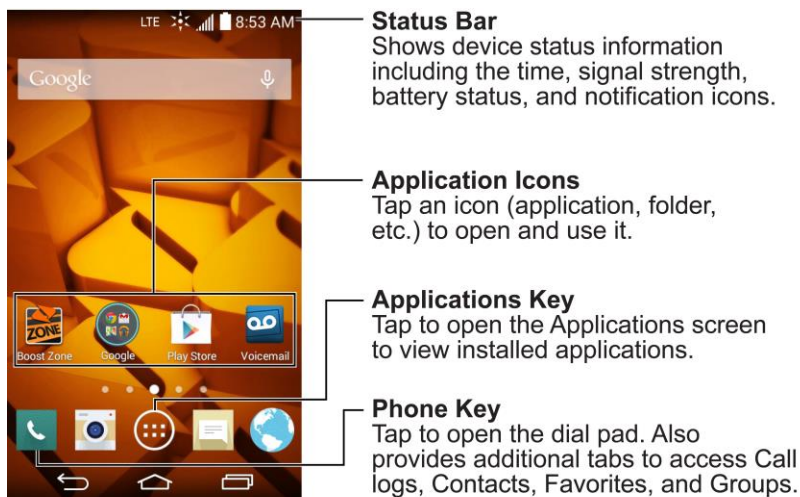 LTE 8:53 AM
Google
Status Bar
Shows device status information
including the time, signal strength,
battery status, and notification icons.
Application Icons
Tap an icon (application, folder,
etc.) to open and use it.
ZONE
Boost Zone
Google
Play Store
Voicemail
Applications Key
Tap to open the Applications screen
to view installed applications.
Phone Key
Tap to open the dial pad. Also
provides additional tabs to access Call
logs, Contacts, Favorites, and Groups.